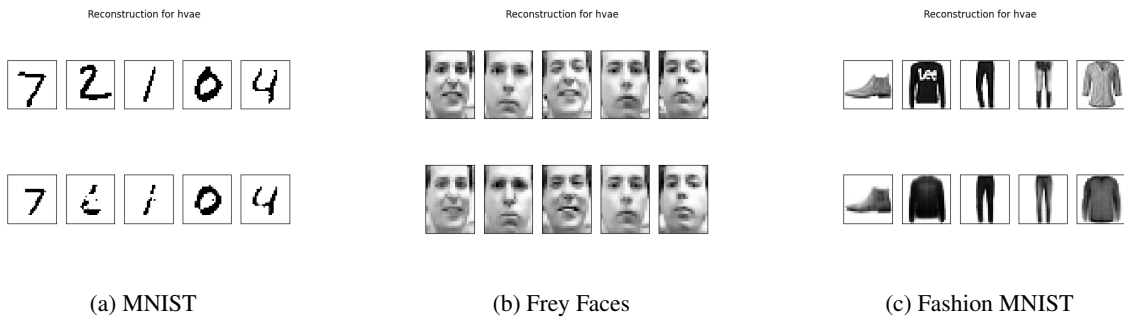 Reconstruction for hvae
Reconstruction for hvae
Reconstruction for hvae
7 2 1 0 4
Lee
7 1 0 4
(a) MNIST
(b) Frey Faces
(c) Fashion MNIST